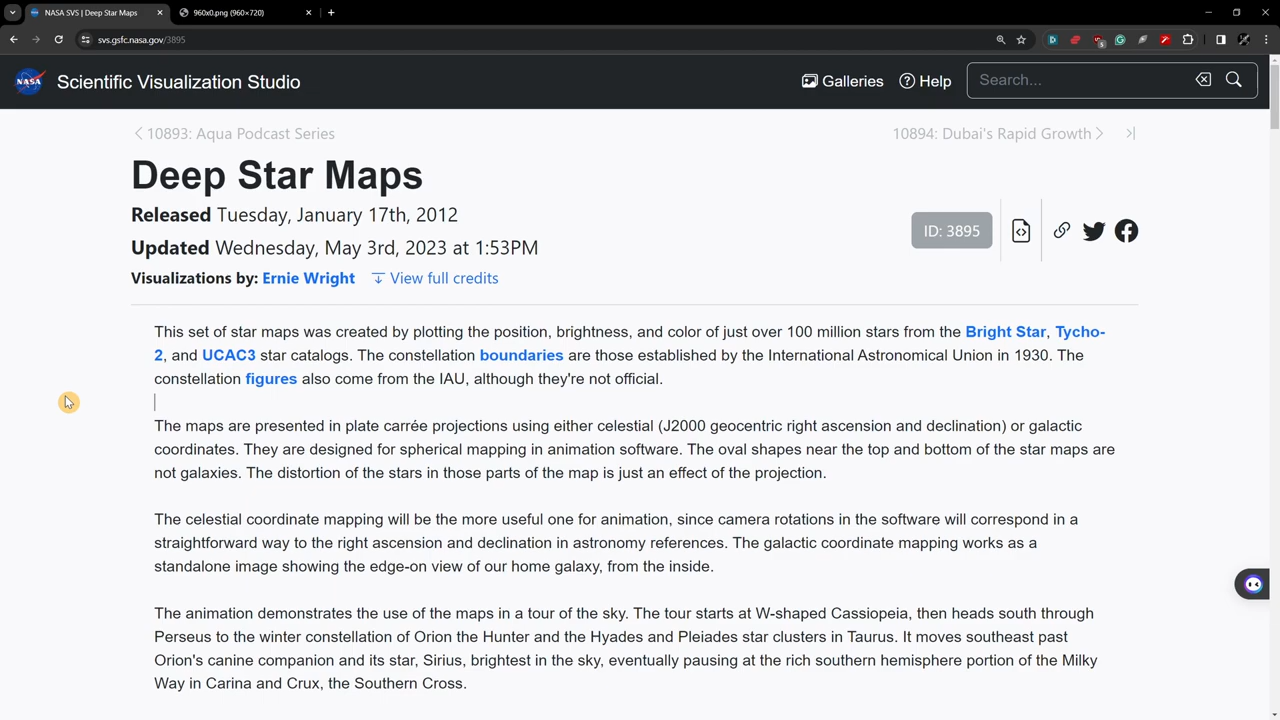 NASA SVS | Deep Star Maps
960x0.png (960×720)
svs.gsfc.nasa.gov/3895
NASA
Scientific Visualization Studio
Galleries
Help
Search...
10893: Aqua Podcast Series
10894: Dubai's Rapid Growth
Deep Star Maps
Released Tuesday, January 17th, 2012
ID: 3895
Updated Wednesday, May 3rd, 2023 at 1:53PM
Visualizations by: Ernie Wright View full credits
This set of star maps was created by plotting the position, brightness, and color of just over 100 million stars from the Bright Star, Tycho-
2, and UCAC3 star catalogs. The constellation boundaries are those established by the International Astronomical Union in 1930. The
constellation figures also come from the IAU, although they're not official.
The maps are presented in plate carrée projections using either celestial (J2000 geocentric right ascension and declination) or galactic
coordinates. They are designed for spherical mapping in animation software. The oval shapes near the top and bottom of the star maps are
not galaxies. The distortion of the stars in those parts of the map is just an effect of the projection.
The celestial coordinate mapping will be the more useful one for animation, since camera rotations in the software will correspond in a
straightforward way to the right ascension and declination in astronomy references. The galactic coordinate mapping works as a
standalone image showing the edge-on view of our home galaxy, from the inside.
The animation demonstrates the use of the maps in a tour of the sky. The tour starts at W-shaped Cassiopeia, then heads south through
Perseus to the winter constellation of Orion the Hunter and the Hyades and Pleiades star clusters in Taurus. It moves southeast past
Orion's canine companion and its star, Sirius, brightest in the sky, eventually pausing at the rich southern hemisphere portion of the Milky
Way in Carina and Crux, the Southern Cross.